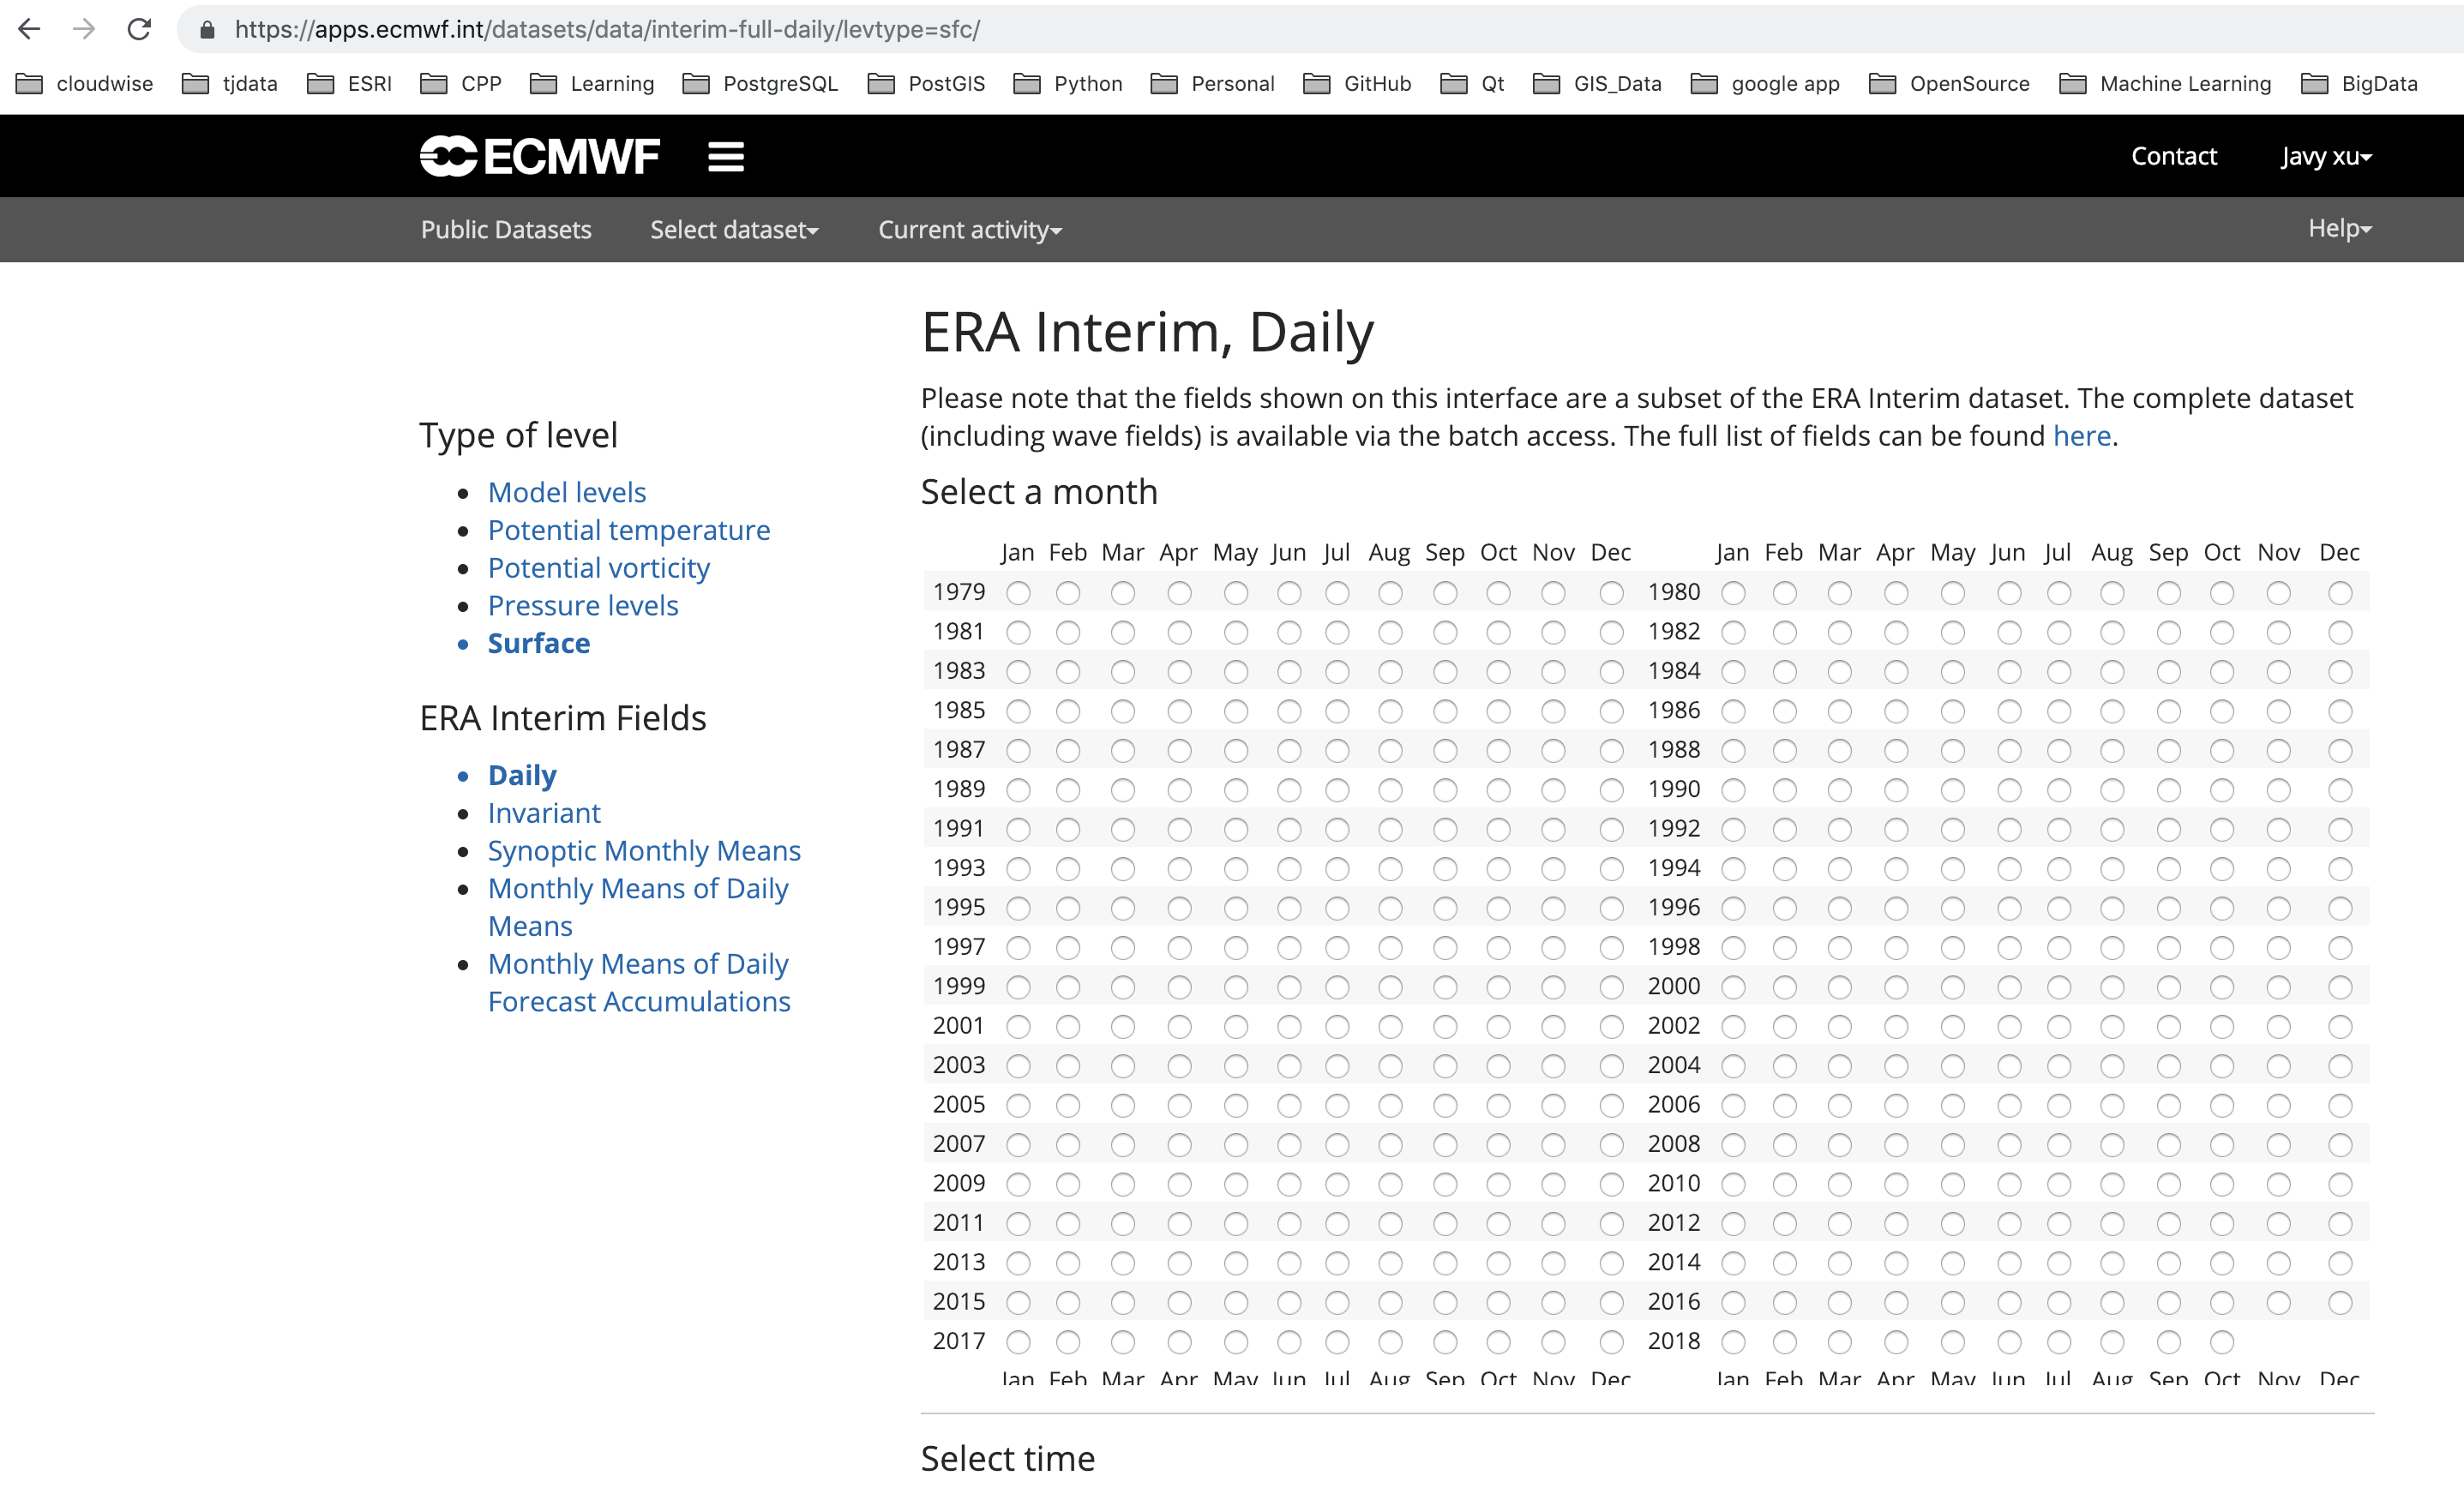 https://apps.ecmwf.int/datasets/data/interim-full-daily/levtype=sfc/
cloudwise tjdata ESRI CPP Learning PostgreSQL PostGIS Python Personal GitHub Qt GIS_Data google app OpenSource Machine Learning BigData
ECMWF Contact Javy xu
Public Datasets Select dataset Current activity Help
ERA Interim, Daily
Please note that the fields shown on this interface are a subset of the ERA Interim dataset. The complete dataset
(including wave fields) is available via the batch access. The full list of fields can be found here.
Type of level
Model levels
Potential temperature
Potential vorticity
Pressure levels
Surface
ERA Interim Fields
Daily
Invariant
Synoptic Monthly Means
Monthly Means of Daily
Means
Monthly Means of Daily
Forecast Accumulations
Select a month
Jan Feb Mar Apr May Jun Jul Aug Sep Oct Nov Dec Jan Feb Mar Apr May Jun Jul Aug Sep Oct Nov Dec
1979 1980
1981 1982
1983 1984
1985 1986
1987 1988
1989 1990
1991 1992
1993 1994
1995 1996
1997 1998
1999 2000
2001 2002
2003 2004
2005 2006
2007 2008
2009 2010
2011 2012
2013 2014
2015 2016
2017 2018
Jan Feb Mar Apr May Jun Jul Aug Sep Oct Nov Dec Jan Feb Mar Apr May Jun Jul Aug Sep Oct Nov Dec
Select time